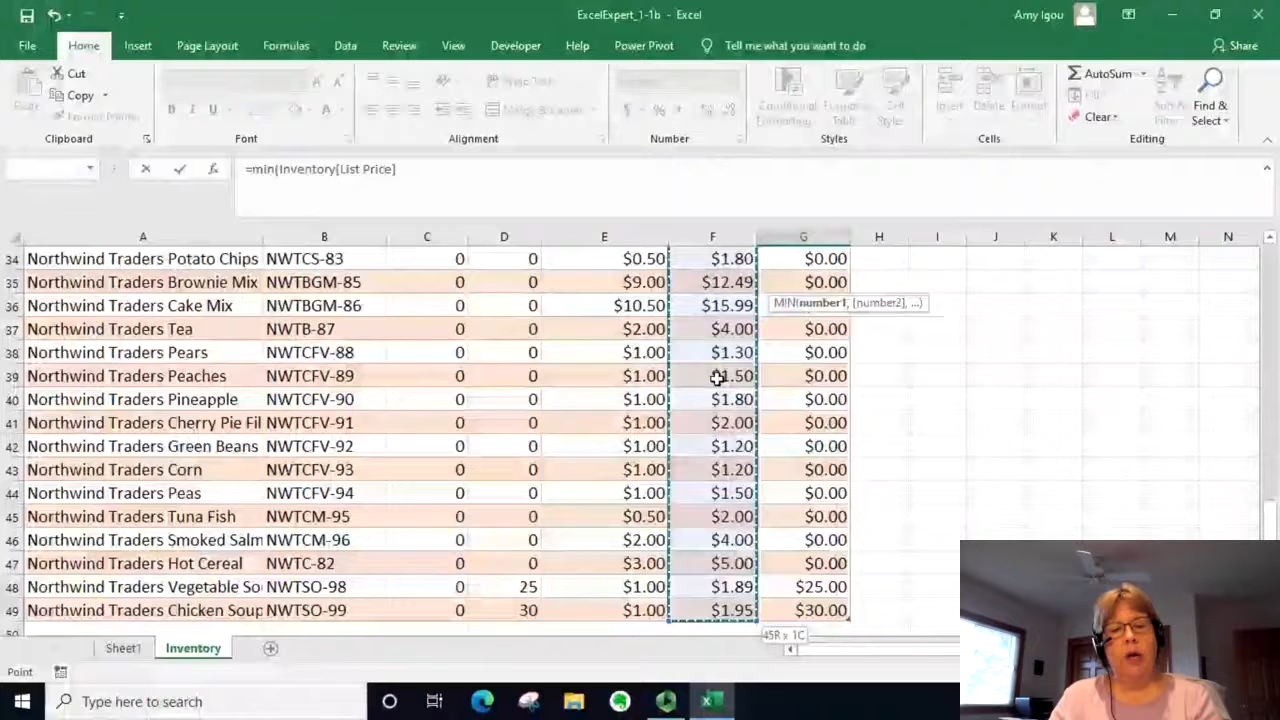 ExcelExpert_1-1b - Excel
Amy Igou
File Home Insert Page Layout Formulas Data Review View Developer Help Power Pivot Tell me what you want to do Share
Cut
Copy
B I U
AutoSum
Clear
Find & Select
Clipboard Font Alignment Number Styles Cells Editing
=min(Inventory[List Price]
A B C D E F G H I J K L M N
34 Northwind Traders Potato Chips NWTCS-83 0 0 $0.50 $1.80 $0.00
35 Northwind Traders Brownie Mix NWTBGM-85 0 0 $9.00 $12.49 $0.00
36 Northwind Traders Cake Mix NWTBGM-86 0 0 $10.50 $15.99
MIN(number1, [number2], ...)
37 Northwind Traders Tea NWTB-87 0 0 $2.00 $4.00 $0.00
38 Northwind Traders Pears NWTCFV-88 0 0 $1.00 $1.30 $0.00
39 Northwind Traders Peaches NWTCFV-89 0 0 $1.00 1.50 $0.00
40 Northwind Traders Pineapple NWTCFV-90 0 0 $1.00 $1.80 $0.00
41 Northwind Traders Cherry Pie Fil NWTCFV-91 0 0 $1.00 $2.00 $0.00
42 Northwind Traders Green Beans NWTCFV-92 0 0 $1.00 $1.20 $0.00
43 Northwind Traders Corn NWTCFV-93 0 0 $1.00 $1.20 $0.00
44 Northwind Traders Peas NWTCFV-94 0 0 $1.00 $1.50 $0.00
45 Northwind Traders Tuna Fish NWTCM-95 0 0 $0.50 $2.00 $0.00
46 Northwind Traders Smoked Salm NWTCM-96 0 0 $2.00 $4.00 $0.00
47 Northwind Traders Hot Cereal NWTC-82 0 0 $3.00 $5.00 $0.00
48 Northwind Traders Vegetable So NWTSO-98 0 25 $1.00 $1.89 $25.00
49 Northwind Traders Chicken Soup NWTSO-99 0 30 $1.00 $1.95 $30.00
45R x 1C
Sheet1 Inventory
Point
Type here to search